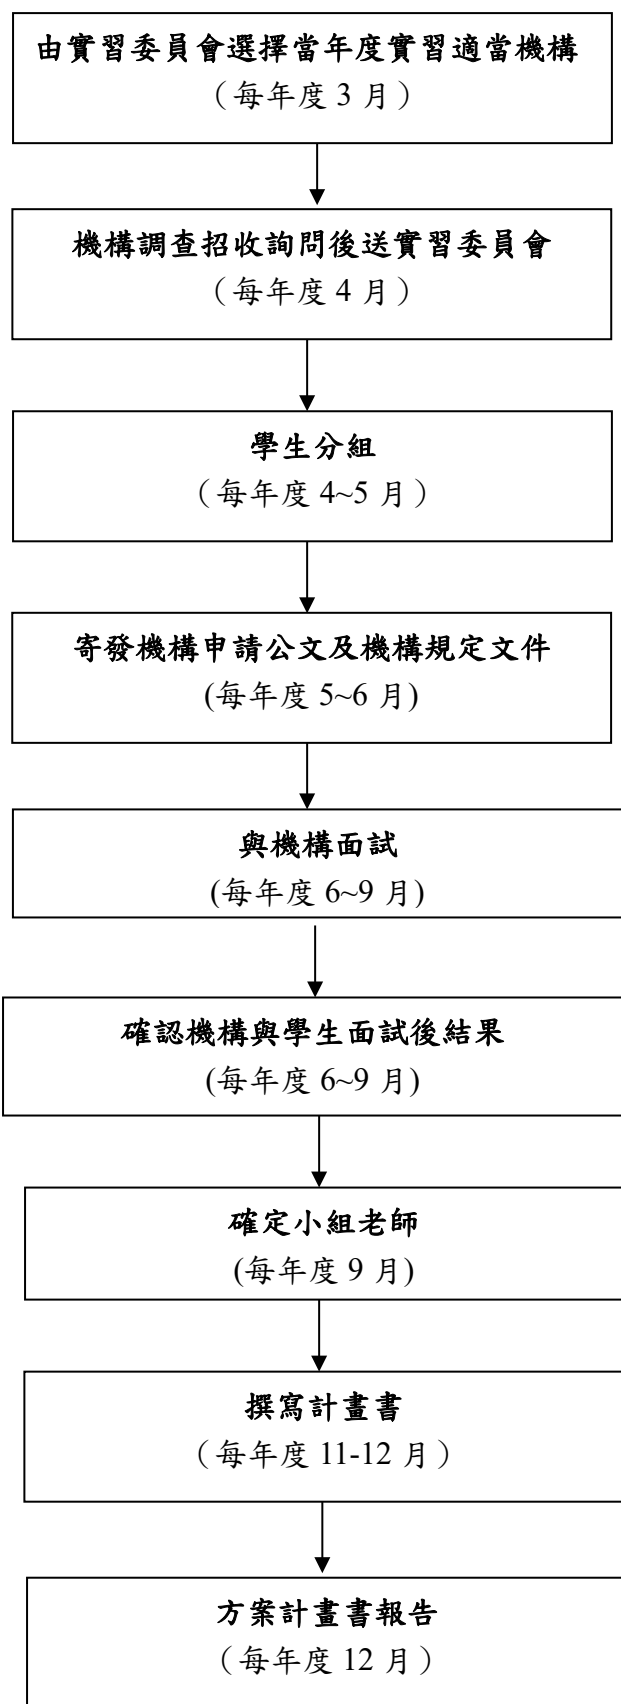 由實習委員會選擇當年度實習適當機構
（每年度 3 月）
機構調查招收詢問後送實習委員會
（每年度 4 月）
學生分組
（每年度 4~5 月）
寄發機構申請公文及機構規定文件
(每年度 5~6 月)
與機構面試
(每年度 6~9 月)
確認機構與學生面試後結果
(每年度 6~9 月)
確定小組老師
(每年度 9 月)
撰寫計畫書
（每年度 11-12 月）
方案計畫書報告
（每年度 12 月）